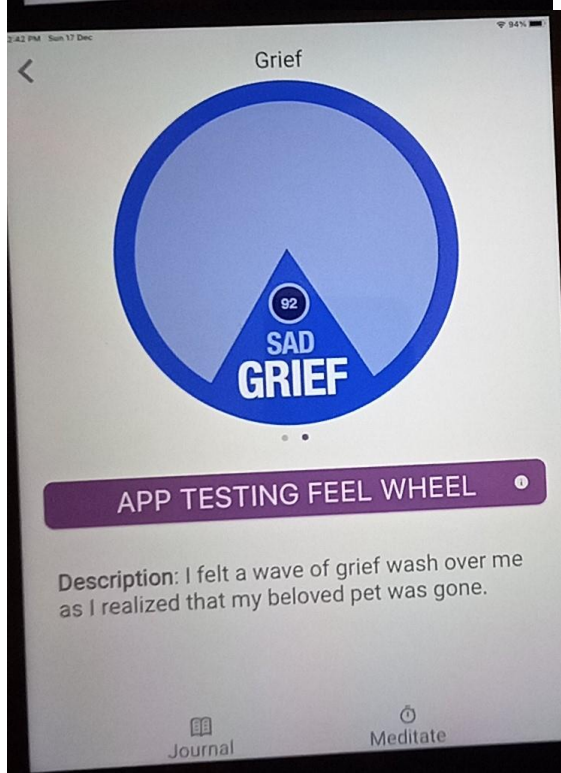 2:42 PM Sun 17 Dec
94%
Grief
92
SAD
GRIEF
APP TESTING FEEL WHEEL
i
Description: I felt a wave of grief wash over me
as I realized that my beloved pet was gone.
Journal
Meditate